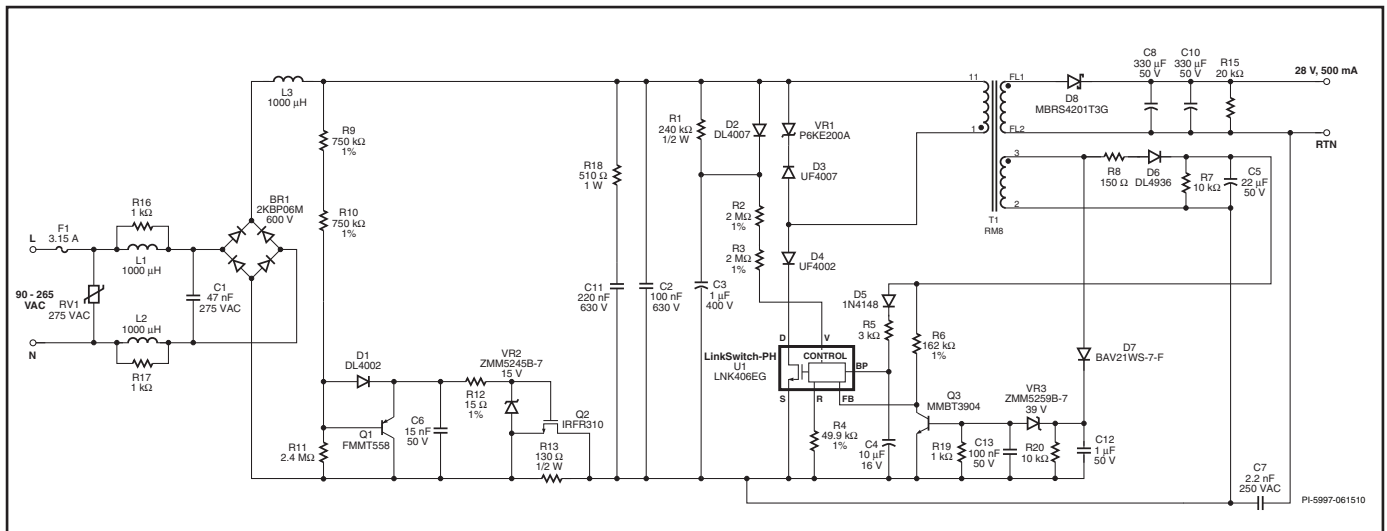 L
F1
3.15 A
90 - 265
VAC
RV1
275 VAC
N
R16
1 kΩ
L1
1000 µH
L2
1000 µH
R17
1 kΩ
C1
47 nF
275 VAC
BR1
2KBP06M
600 V
L3
1000 µH
R9
750 kΩ
1%
R10
750 kΩ
1%
R11
2.4 MΩ
D1
DL4002
Q1
FMMT558
C6
15 nF
50 V
R12
15 Ω
1%
VR2
ZMM5245B-7
15 V
Q2
IRFR310
R13
130 Ω
1/2 W
R18
510 Ω
1 W
C11
220 nF
630 V
C2
100 nF
630 V
R1
240 kΩ
1/2 W
C3
1 µF
400 V
D2
DL4007
R2
2 MΩ
1%
R3
2 MΩ
1%
VR1
P6KE200A
D3
UF4007
D4
UF4002
D
V
LinkSwitch-PH
U1
LNK406EG
CONTROL
BP
S
R
FB
R4
49.9 kΩ
1%
D5
1N4148
R5
3 kΩ
C4
10 µF
16 V
R6
162 kΩ
1%
Q3
MMBT3904
R19
1 kΩ
C13
100 nF
50 V
VR3
ZMM5259B-7
39 V
R20
10 kΩ
C12
1 µF
50 V
D7
BAV21WS-7-F
11
1
FL1
FL2
3
2
T1
RM8
D8
MBRS4201T3G
C8
330 µF
50 V
C10
330 µF
50 V
R15
20 kΩ
28 V, 500 mA
RTN
R8
150 Ω
D6
DL4936
R7
10 kΩ
C5
22 µF
50 V
C7
2.2 nF
250 VAC
PI-5997-061510